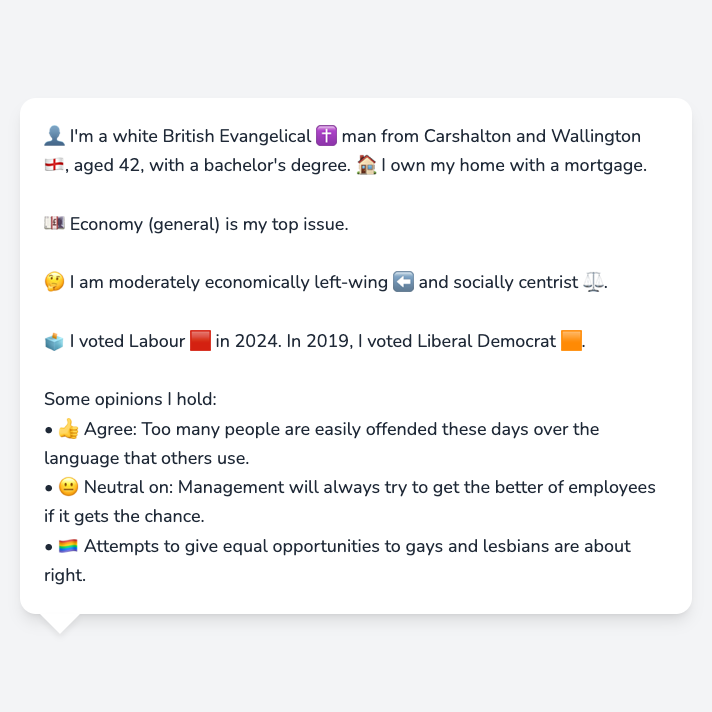 👤 I'm a white British Evangelical ✝️ man from Carshalton and Wallington
🏴󠁧󠁢󠁥󠁮󠁧󠁿, aged 42, with a bachelor's degree. 🏠 I own my home with a mortgage.
💷 Economy (general) is my top issue.
🤔 I am moderately economically left-wing ⬅️ and socially centrist ⚖️.
🗳️ I voted Labour 🟥 in 2024. In 2019, I voted Liberal Democrat 🟧.
Some opinions I hold:
• 👍 Agree: Too many people are easily offended these days over the
language that others use.
• 😐 Neutral on: Management will always try to get the better of employees
if it gets the chance.
• 🏳️‍🌈 Attempts to give equal opportunities to gays and lesbians are about
right.